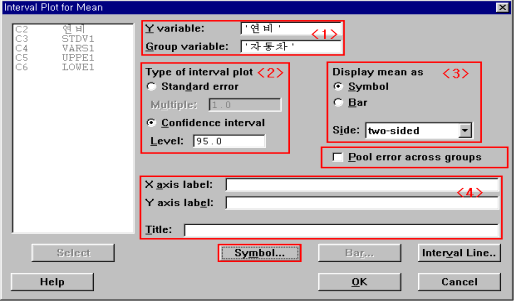 Interval Plot for Mean
C2 연비
C3 STDV1
C4 VARS1
C5 UPPE1
C6 LOWE1
Y variable: '연비' <1>
Group variable: '자동차'
Type of interval plot <2>
Standard error
Multiple: 1.0
Confidence interval
Level: 95.0
Display mean as <3>
Symbol
Bar
Side: two-sided
Pool error across groups
X axis label:
Y axis label: <4>
Title:
Select Symbol... Bar... Interval Line..
Help OK Cancel